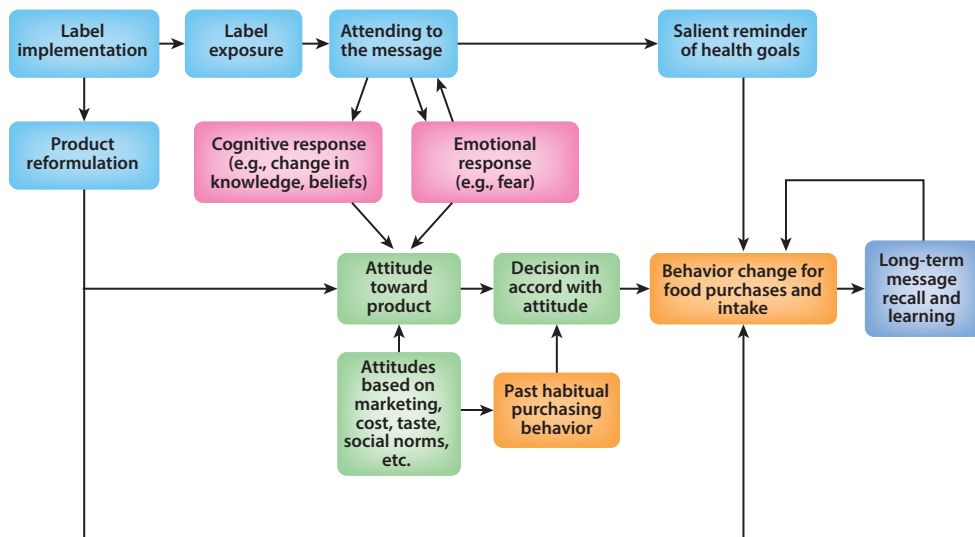 Label
implementation
Label
exposure
Attending to
the message
Salient reminder
of health goals
Product
reformulation
Cognitive response
(e.g., change in
knowledge, beliefs)
Emotional
response
(e.g., fear)
Attitude
toward
product
Decision in
accord with
attitude
Behavior change for
food purchases and
intake
Long-term
message
recall and
learning
Attitudes
based on
marketing,
cost, taste,
social norms,
etc.
Past habitual
purchasing
behavior